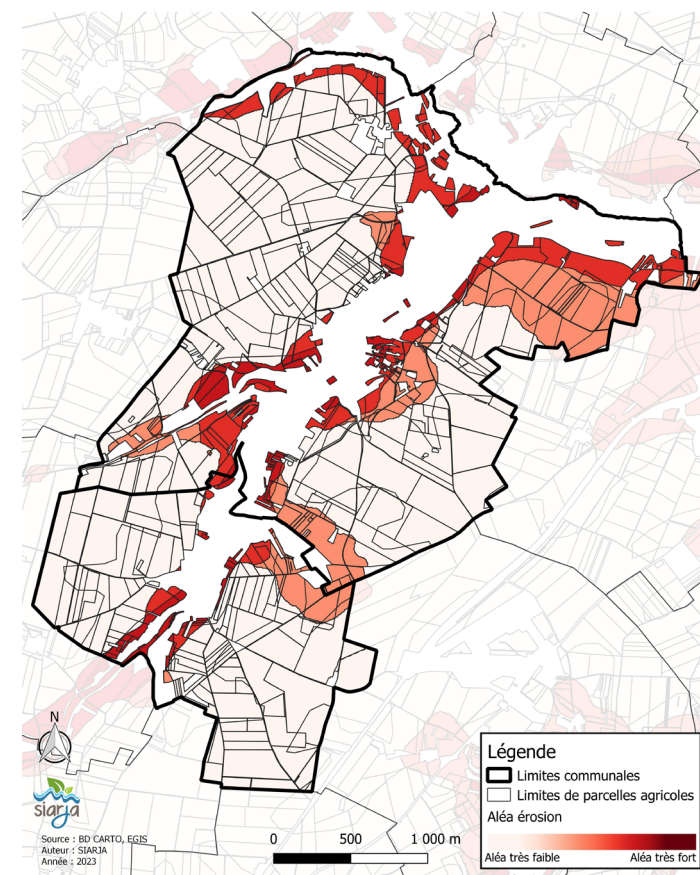 N
siarja
Source : BD CARTO, EGIS
Auteur : SIARJA
Année : 2023
0 500 1 000 m
Légende
Limites communales
Limites de parcelles agricoles
Aléa érosion
Aléa très faible Aléa très fort